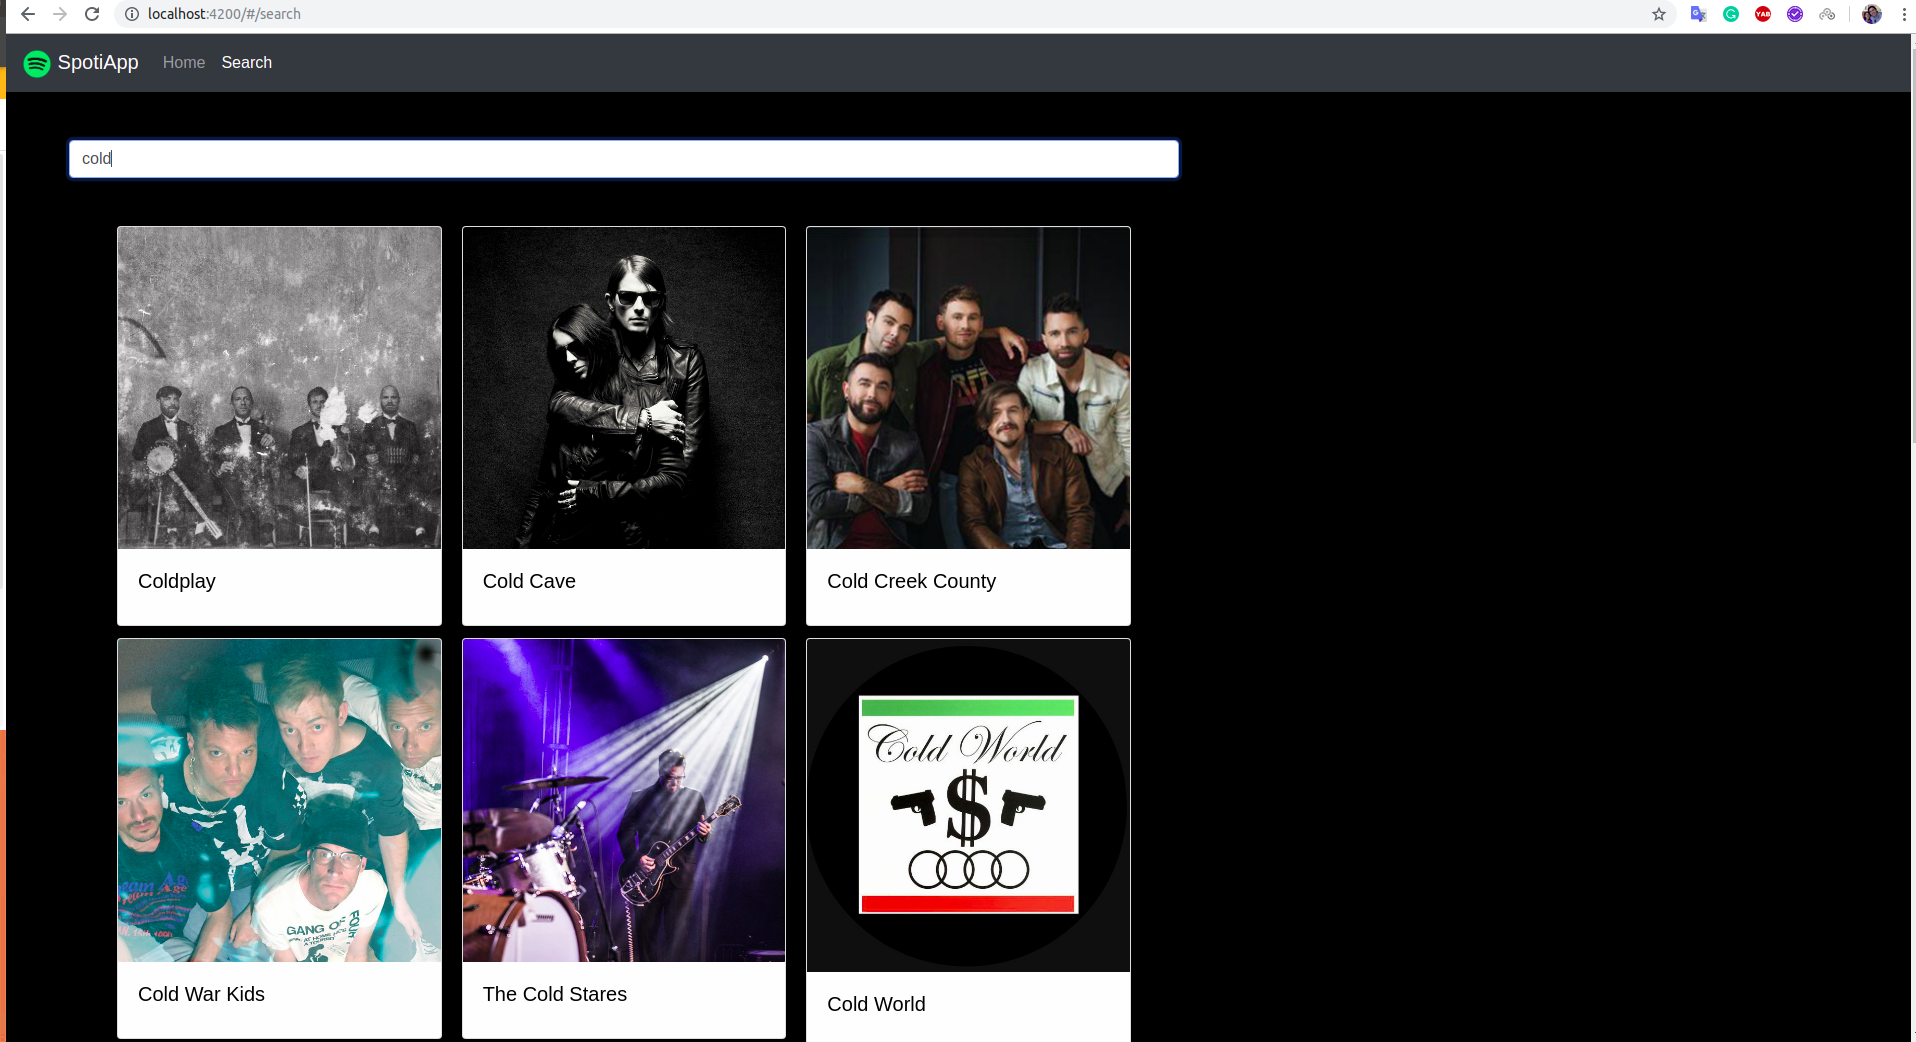 localhost:4200/#/search
SpotiApp Home Search
cold
Coldplay
Cold Cave
Cold Creek County
Cold World
$
GANG OF
Cold War Kids
The Cold Stares
Cold World